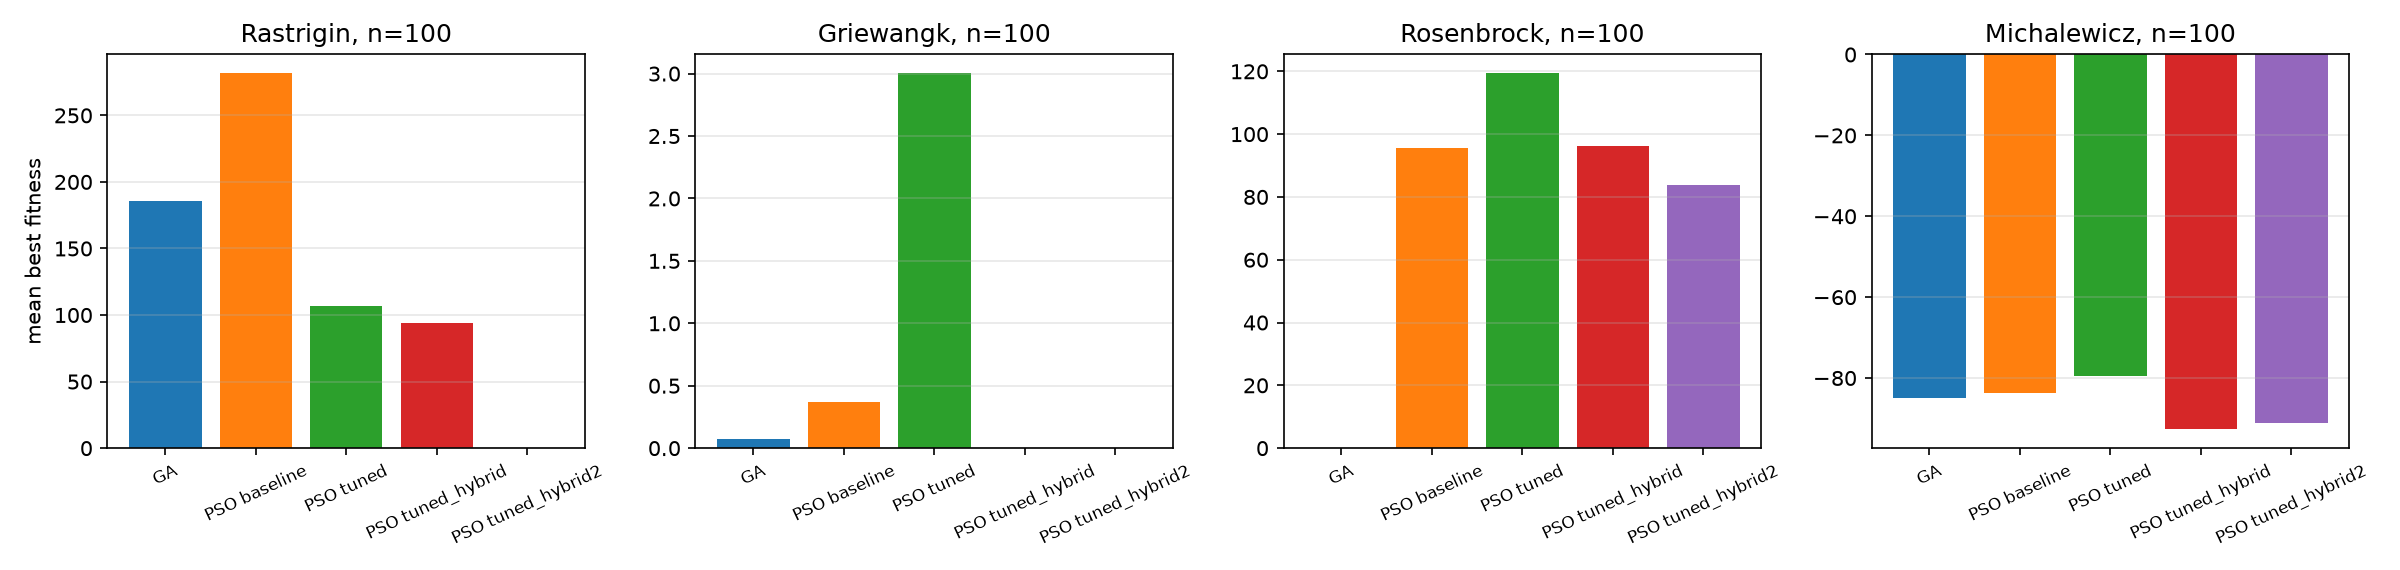 Rastrigin, n=100
mean best fitness
250
200
150
100
50
0
GA
PSO baseline
PSO tuned
PSO tuned_hybrid
PSO tuned_hybrid2
Griewangk, n=100
3.0
2.5
2.0
1.5
1.0
0.5
0.0
GA
PSO baseline
PSO tuned
PSO tuned_hybrid
PSO tuned_hybrid2
Rosenbrock, n=100
120
100
80
60
40
20
0
GA
PSO baseline
PSO tuned
PSO tuned_hybrid
PSO tuned_hybrid2
Michalewicz, n=100
0
−20
−40
−60
−80
GA
PSO baseline
PSO tuned
PSO tuned_hybrid
PSO tuned_hybrid2